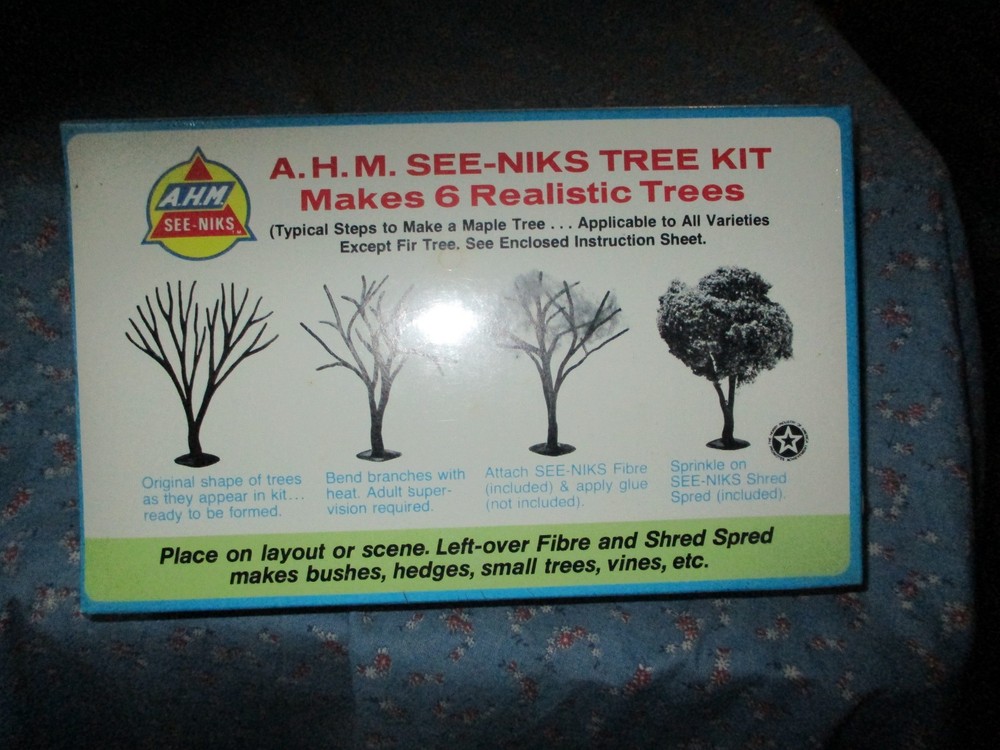 A.H.M. SEE-NIKS TREE KIT
Makes 6 Realistic Trees
(Typical Steps to Make a Maple Tree . . . Applicable to All Varieties
Except Fir Tree. See Enclosed Instruction Sheet.
A.H.M.
SEE-NIKS
Original shape of trees
as they appear in kit...
ready to be formed.
Bend branches with
heat. Adult super-
vision required.
Attach SEE-NIKS Fibre
(included) & apply glue
(not included).
Sprinkle on
SEE-NIKS Shred
Spred (included).
Place on layout or scene. Left-over Fibre and Shred Spred
makes bushes, hedges, small trees, vines, etc.